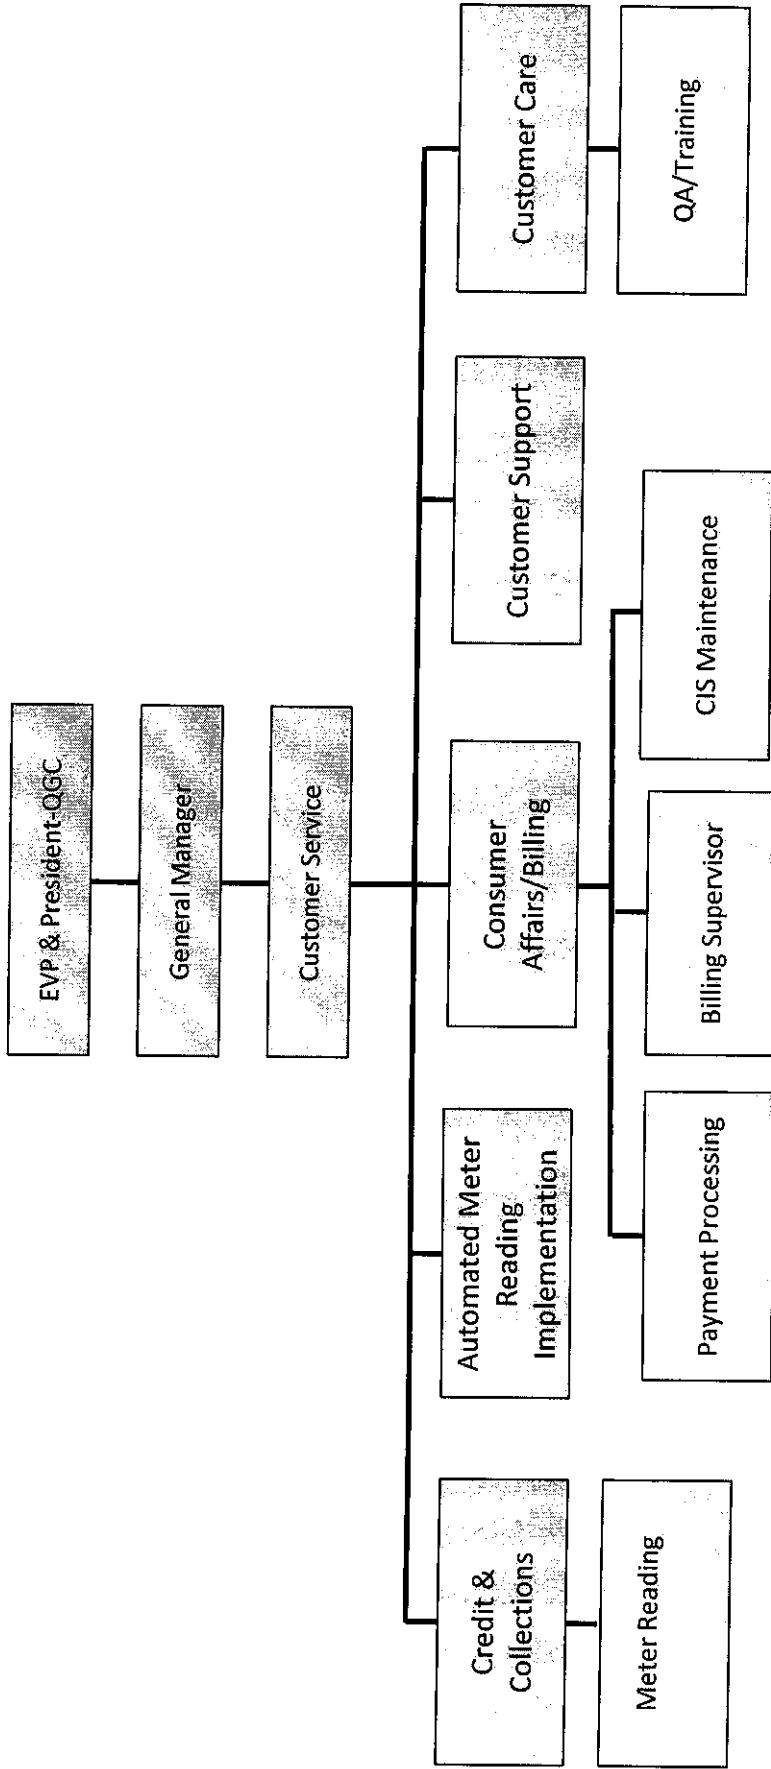 EVP & President-QGC
General Manager
Customer Service
Credit &
Collections
Automated Meter
Reading
Implementation
Consumer
Affairs/Billing
Customer Support
Customer Care
Meter Reading
Payment Processing
Billing Supervisor
CIS Maintenance
QA/Training